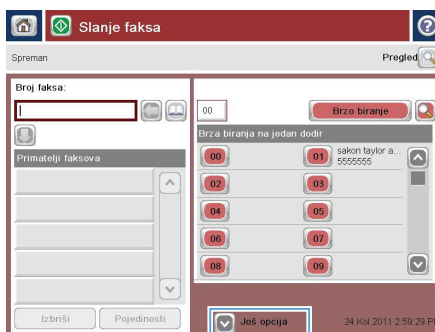 Slanje faksa
Spreman
Pregled
Broj faksa:
00
Brzo biranje
Brza biranja na jedan dodir
Primatelji faksova
00
01 sakon taylor a...
5555555
02
03
04
05
06
07
08
09
Izbriši
Pojedinosti
Još opcija
24.Kol 2011 2:59:29 P